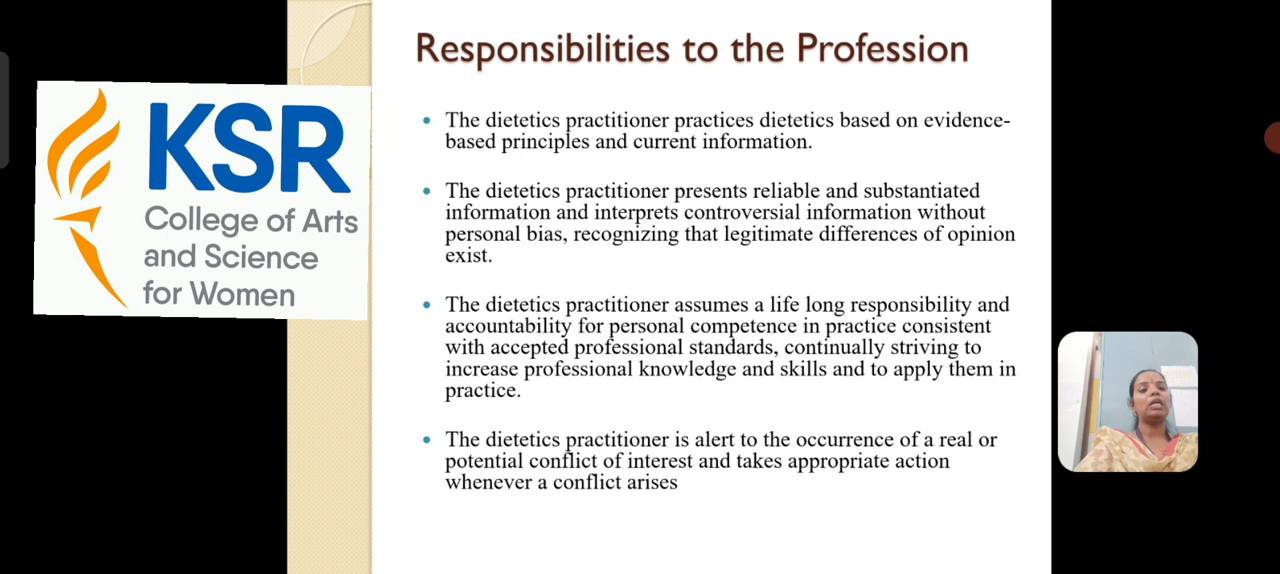 Responsibilities to the Profession
KSR
College of Arts
and Science
for Women
The dietetics practitioner practices dietetics based on evidence-
based principles and current information.
The dietetics practitioner presents reliable and substantiated
information and interprets controversial information without
personal bias, recognizing that legitimate differences of opinion
exist.
The dietetics practitioner assumes a life long responsibility and
accountability for personal competence in practice consistent
with accepted professional standards, continually striving to
increase professional knowledge and skills and to apply them in
practice.
The dietetics practitioner is alert to the occurrence of a real or
potential conflict of interest and takes appropriate action
whenever a conflict arises